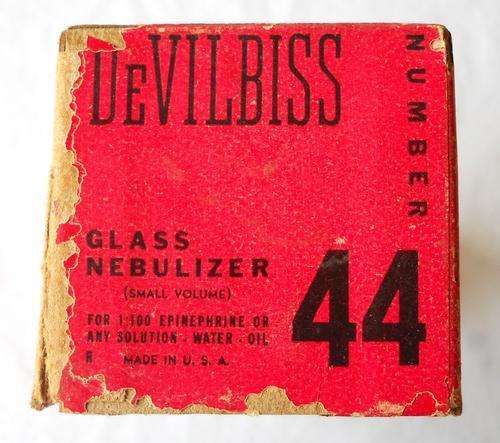 DeVILBISS
NUMBER
44
GLASS
NEBULIZER
(SMALL VOLUME)
FOR 1:100 EPINEPHRINE OR
ANY SOLUTION - WATER - OIL
R MADE IN U. S. A.